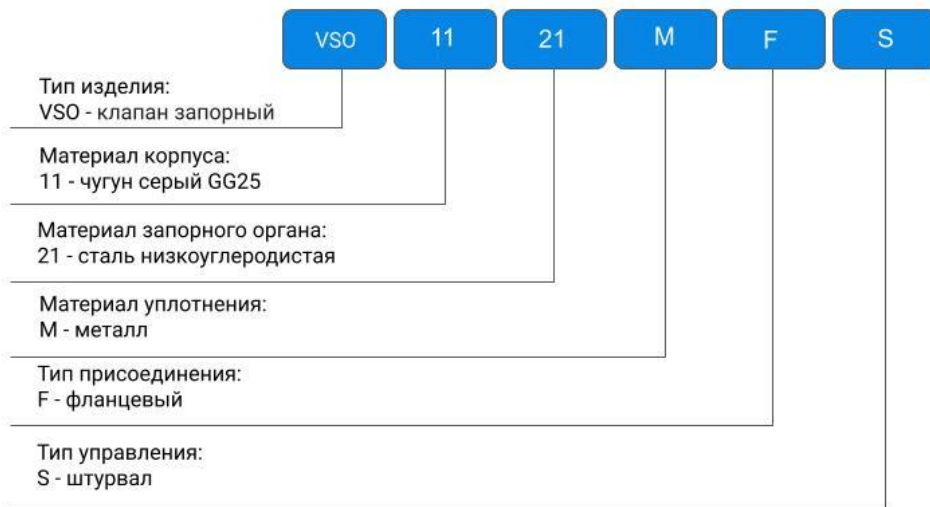 VSO 11 21 M F S
Тип изделия:
VSO - клапан запорный
Материал корпуса:
11 - чугун серый GG25
Материал запорного органа:
21 - сталь низкоуглеродистая
Материал уплотнения:
М - металл
Тип присоединения:
F - фланцевый
Тип управления:
S - штурвал